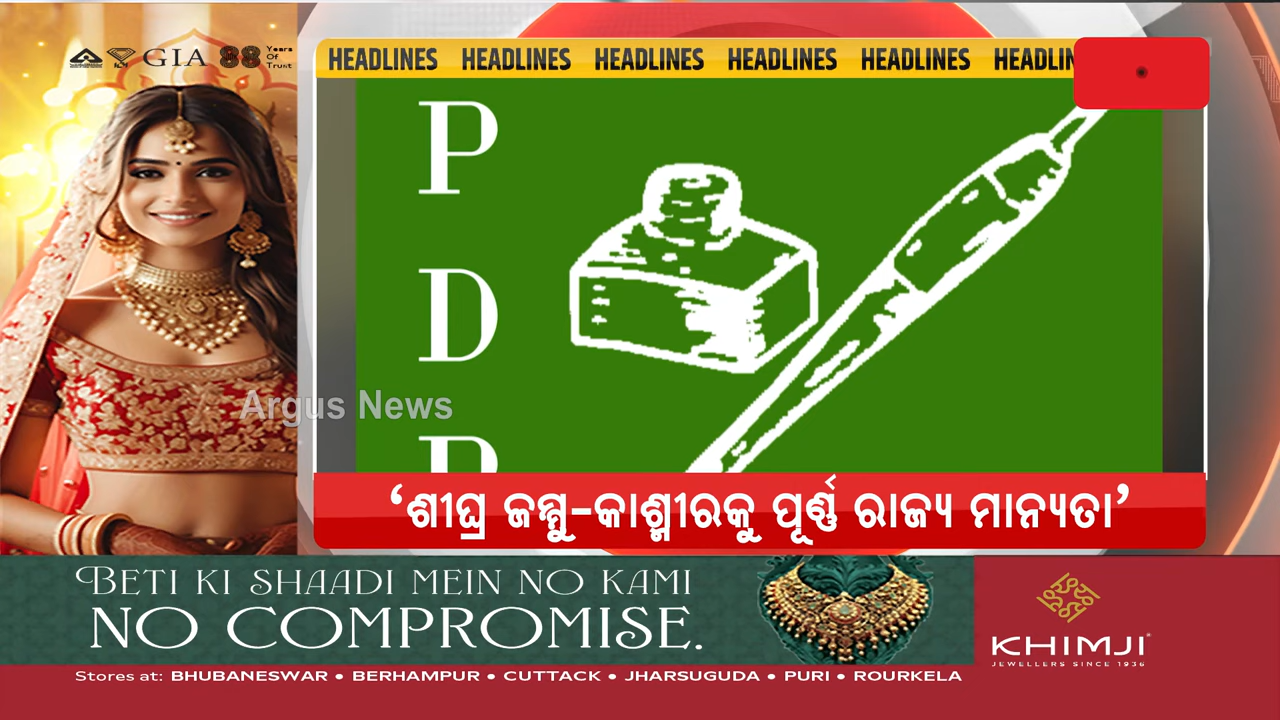 GIA 88 Years
Of
Trust
HEADLINES HEADLINES HEADLINES HEADLINES HEADLINES HEADLIN
P
D
P
Argus News
‘ଶୀଘ୍ର ଜମ୍ମୁ-କାଶ୍ମୀରକୁ ପୂର୍ଣ୍ଣ ରାଜ୍ୟ ମାନ୍ୟତା’
BETI KI SHAADI MEIN NO KAMI
NO COMPROMISE.
KHIMJI
JEWELLERS SINCE 1936
Stores at: BHUBANESWAR • BERHAMPUR • CUTTACK • JHARSUGUDA • PURI • ROURKELA